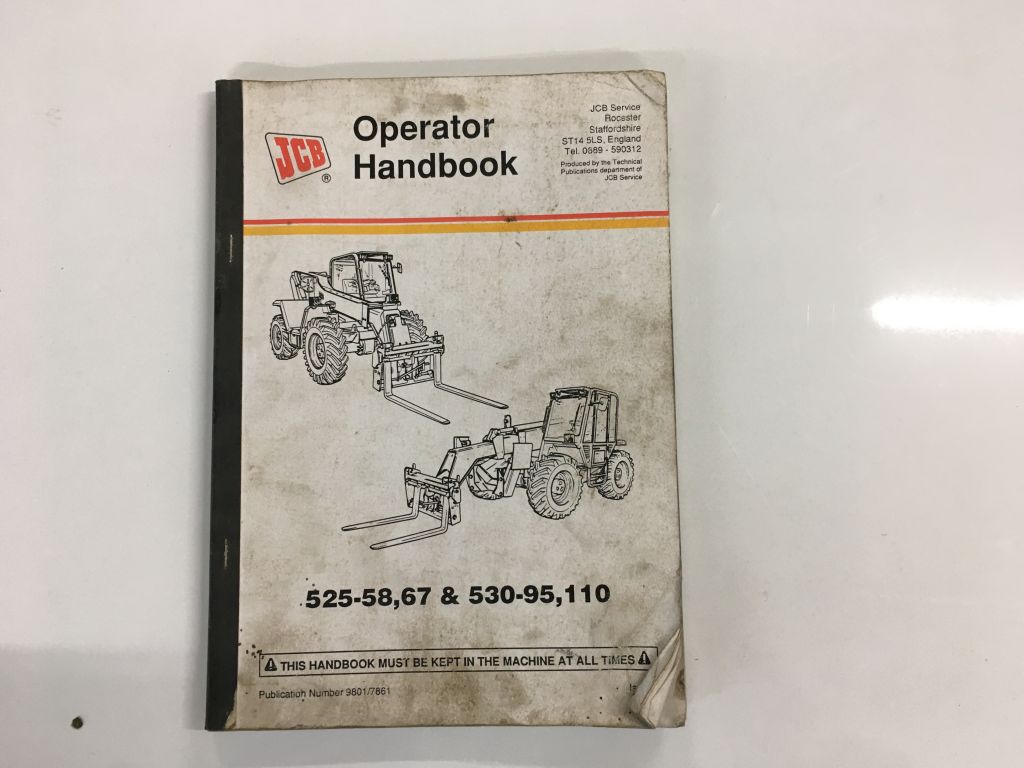 JCB
®
Operator
Handbook
JCB Service
Rocester
Staffordshire
ST14 5LS, England
Tel. 0889 - 590312
Produced by the Technical
Publications department of
JCB Service
525-58,67 & 530-95,110
⚠ THIS HANDBOOK MUST BE KEPT IN THE MACHINE AT ALL TIMES ⚠
Publication Number 9801/7861